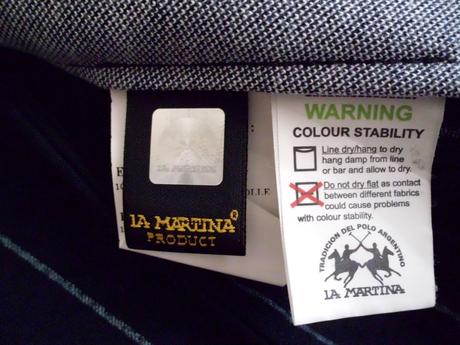 LA MARTINA
LA MARTINA®
PRODUCT
OLLE
WARNING
COLOUR STABILITY
Line dry/hang to dry
hang damp from line
or bar and allow to dry.
Do not dry flat as contact
between different fabrics
could cause problems
with colour stability.
TRADICION DEL POLO ARGENTINO
LA MARTINA